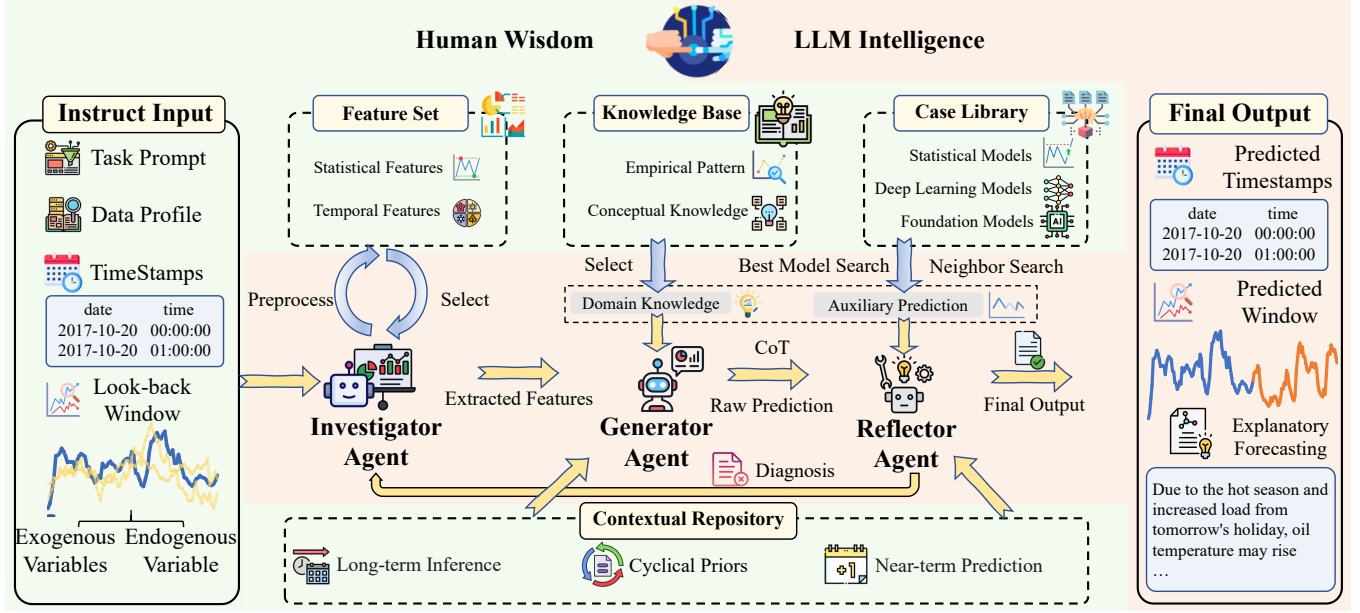 Human Wisdom
LLM Intelligence
Instruct Input
Task Prompt
Data Profile
TimeStamps
date time
2017-10-20 00:00:00
2017-10-20 01:00:00
Look-back
Window
Exogenous
Variables
Endogenous
Variable
Feature Set
Statistical Features
Temporal Features
Preprocess
Select
Knowledge Base
Empirical Pattern
Conceptual Knowledge
Select
Case Library
Statistical Models
Deep Learning Models
Foundation Models
AI
Best Model Search
Neighbor Search
Domain Knowledge
Auxiliary Prediction
Investigator
Agent
Extracted Features
Generator
Agent
CoT
Raw Prediction
Reflector
Agent
Final Output
Diagnosis
Contextual Repository
Long-term Inference
Cyclical Priors
+1
Near-term Prediction
Final Output
Predicted
Timestamps
date time
2017-10-20 00:00:00
2017-10-20 01:00:00
Predicted
Window
Explanatory
Forecasting
Due to the hot season and
increased load from
tomorrow's holiday, oil
temperature may rise
…